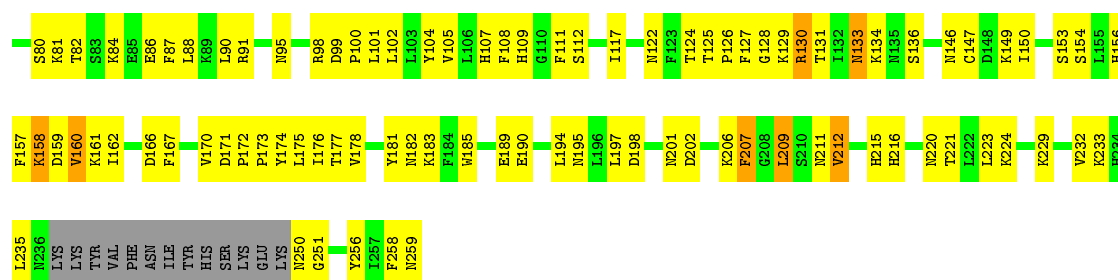 S80 K81 T82 S83 K84 E85 E86 F87 L88 K89 L90 R91 N95 R98 D99 P100 L101 L102 L103 Y104 V105 L106 H107 F108 H109 G110 F111 S112 I117 N122 F123 T124 T125 P126 F127 G128 K129 R130 T131 I132 N133 K134 N135 S136 N146 C147 D148 K149 I150 S153 S154 L155 H156
F157 K158 D159 V160 K161 I162 D166 F167 V170 D171 P172 P173 Y174 L175 I176 T177 V178 Y181 N182 K183 F184 W185 E189 E190 L194 N195 L196 L197 D198 N201 D202 K206 F207 G208 L209 S210 N211 V212 H215 H216 N220 T221 L222 L223 K224 K229 V232 K233 H234
L235 N236 LYS LYS TYR VAL PHE ASN ILE TYR HIS SER LYS GLU LYS N250 G251 Y256 I257 F258 N259